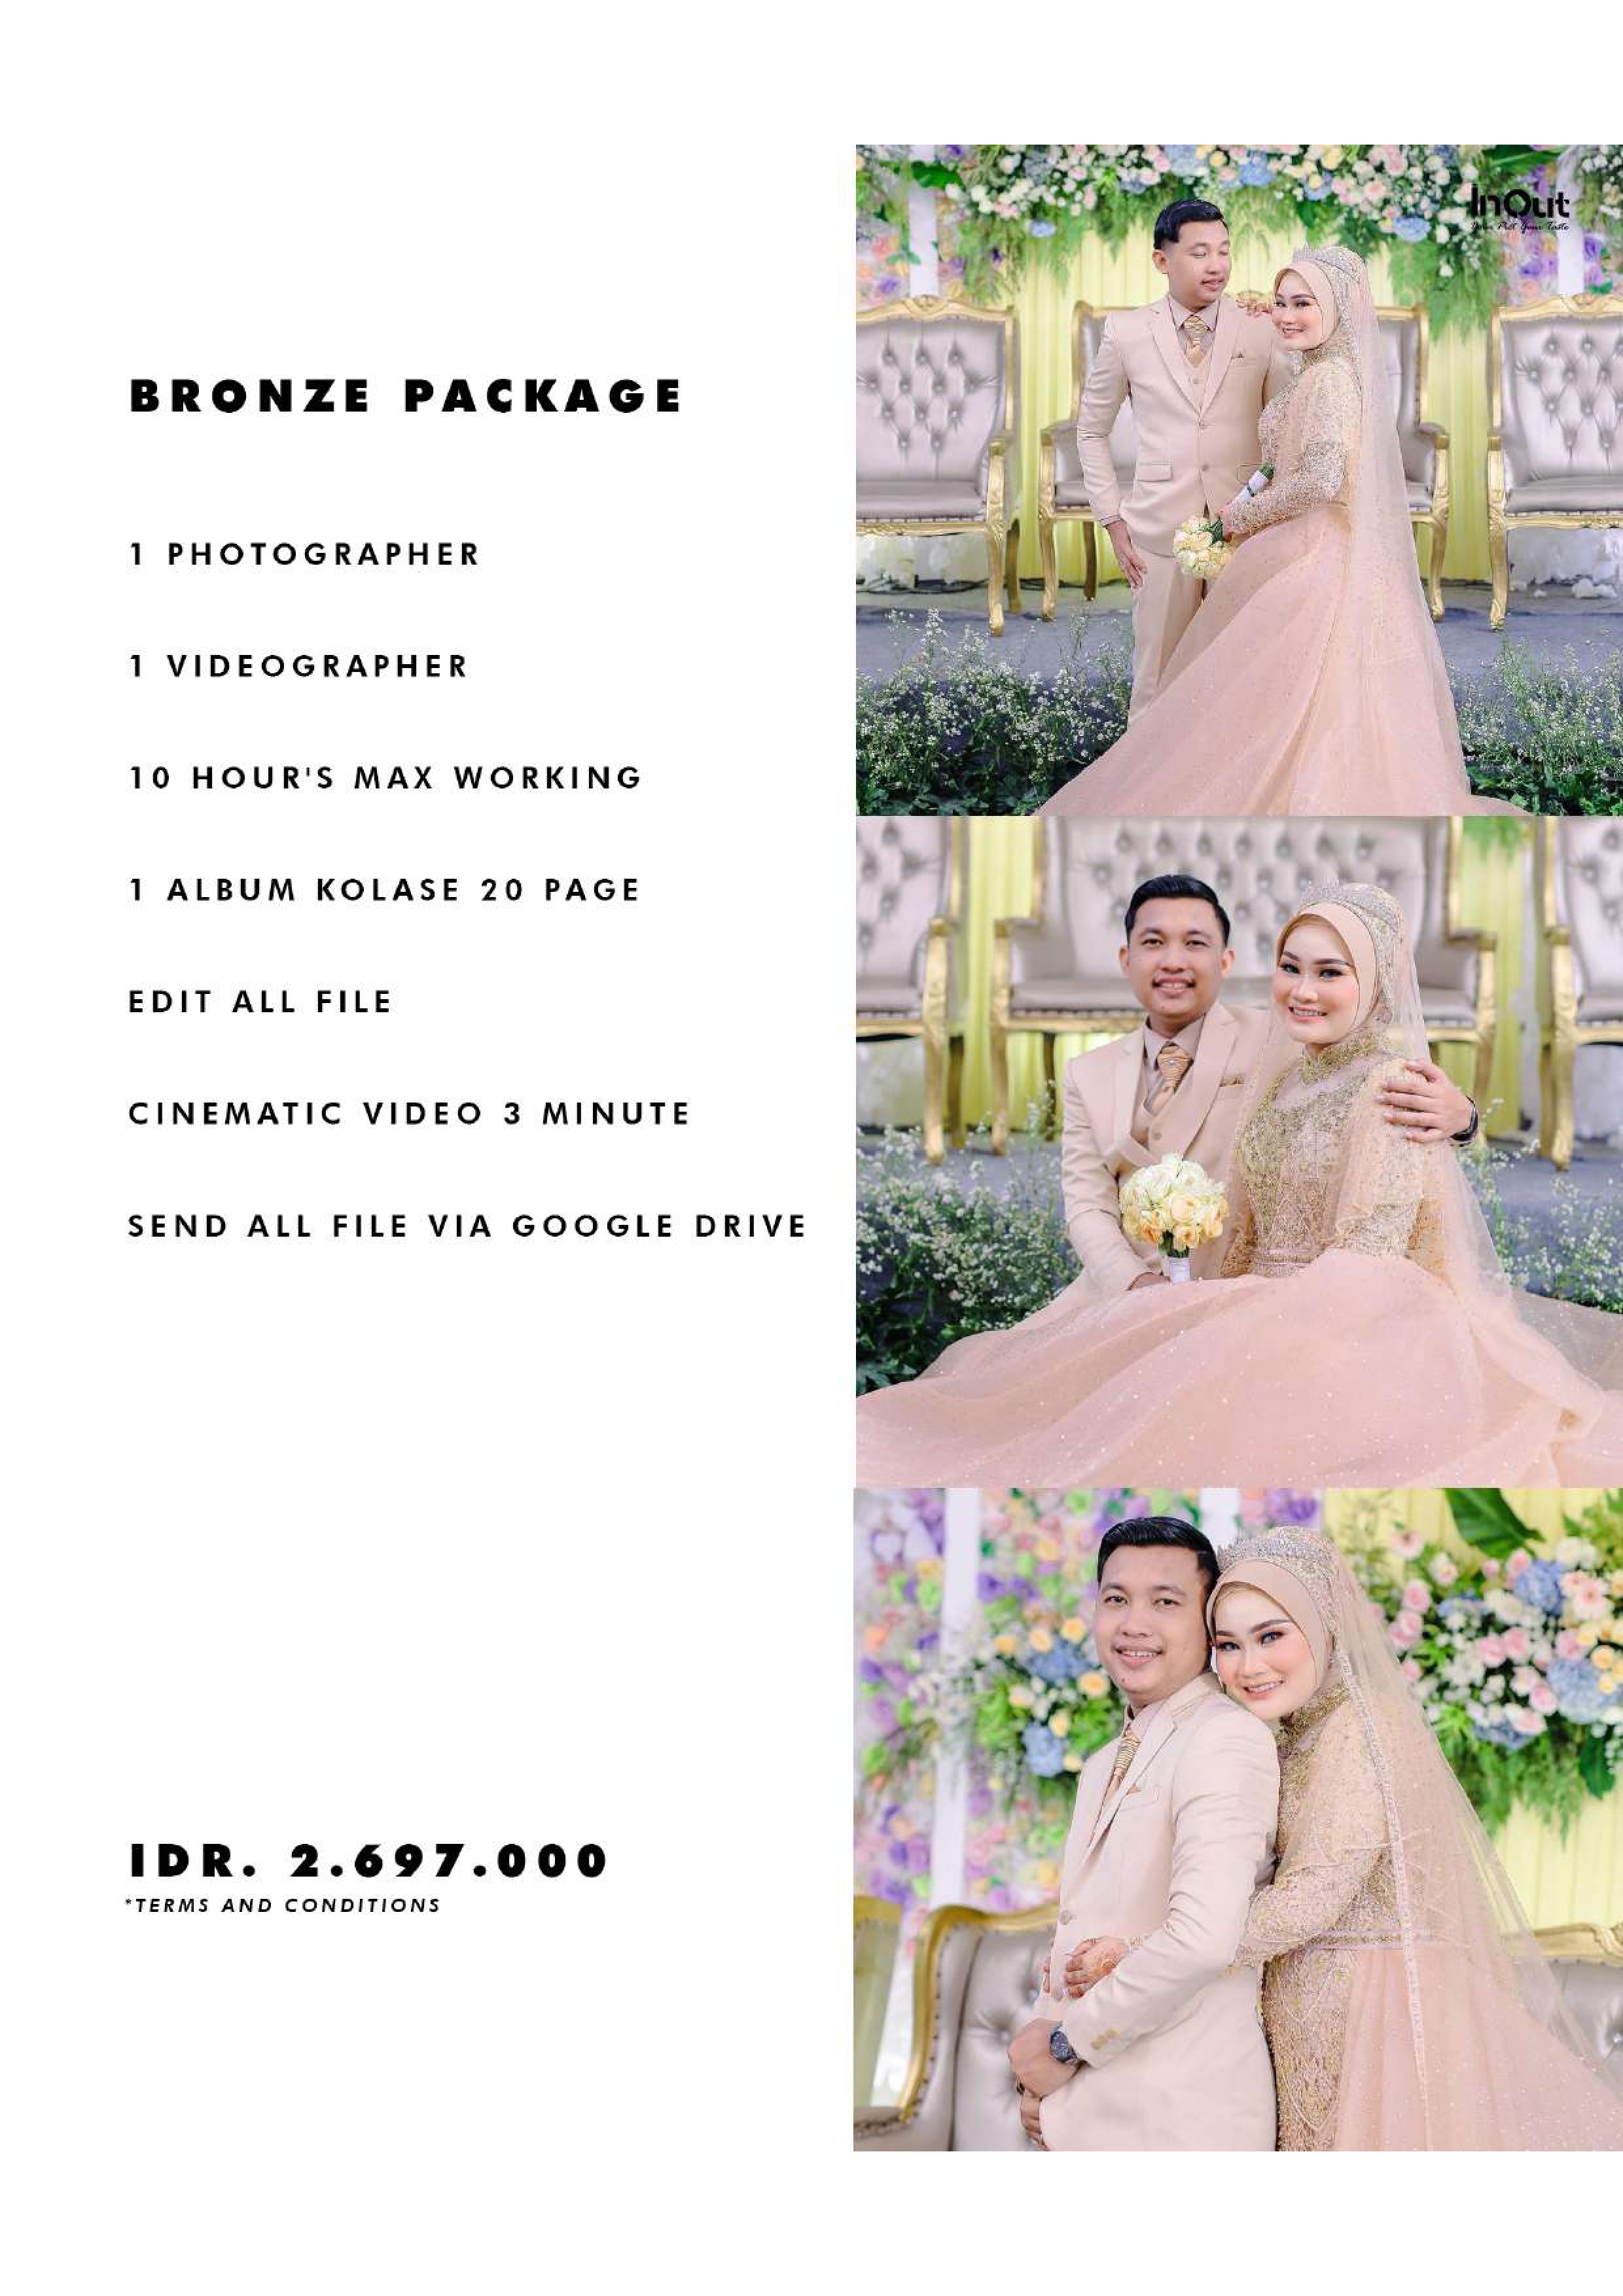 InOut
BRONZE PACKAGE
1 PHOTOGRAPHER
1 VIDEOGRAPHER
10 HOUR'S MAX WORKING
1 ALBUM KOLASE 20 PAGE
EDIT ALL FILE
CINEMATIC VIDEO 3 MINUTE
SEND ALL FILE VIA GOOGLE DRIVE
IDR. 2.697.000
*TERMS AND CONDITIONS